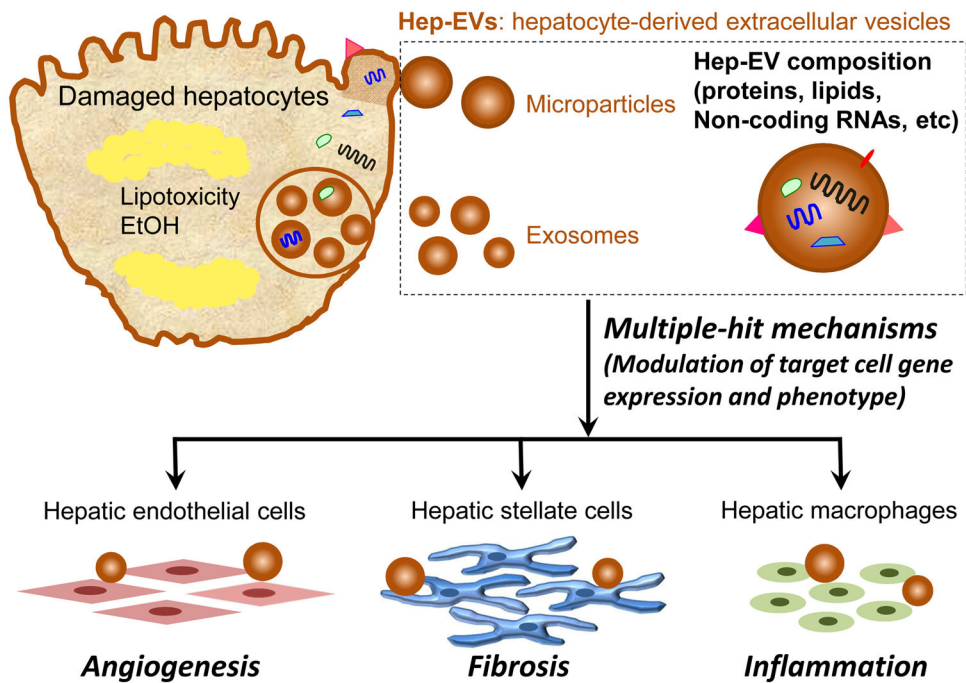 Hep-EVs: hepatocyte-derived extracellular vesicles
Damaged hepatocytes
Lipotoxicity
EtOH
Microparticles
Exosomes
Hep-EV composition
(proteins, lipids,
Non-coding RNAs, etc)
Multiple-hit mechanisms
(Modulation of target cell gene
expression and phenotype)
Hepatic endothelial cells
Angiogenesis
Hepatic stellate cells
Fibrosis
Hepatic macrophages
Inflammation